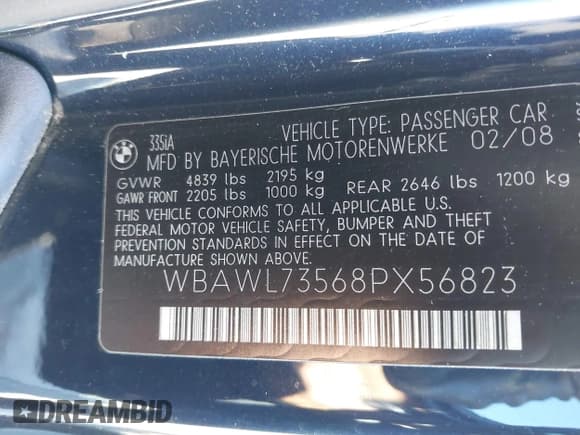 BMW
335iA
VEHICLE TYPE: PASSENGER CAR
MFD BY BAYERISCHE MOTORENWERKE 02/08
GVWR 4839 lbs 2195 kg
GAWR FRONT 2205 lbs 1000 kg REAR 2646 lbs 1200 kg
THIS VEHICLE CONFORMS TO ALL APPLICABLE U.S.
FEDERAL MOTOR VEHICLE SAFETY, BUMPER AND THEFT
PREVENTION STANDARDS IN EFFECT ON THE DATE OF
MANUFACTURE SHOWN ABOVE.
WBAWL73568PX56823
DREAMBID